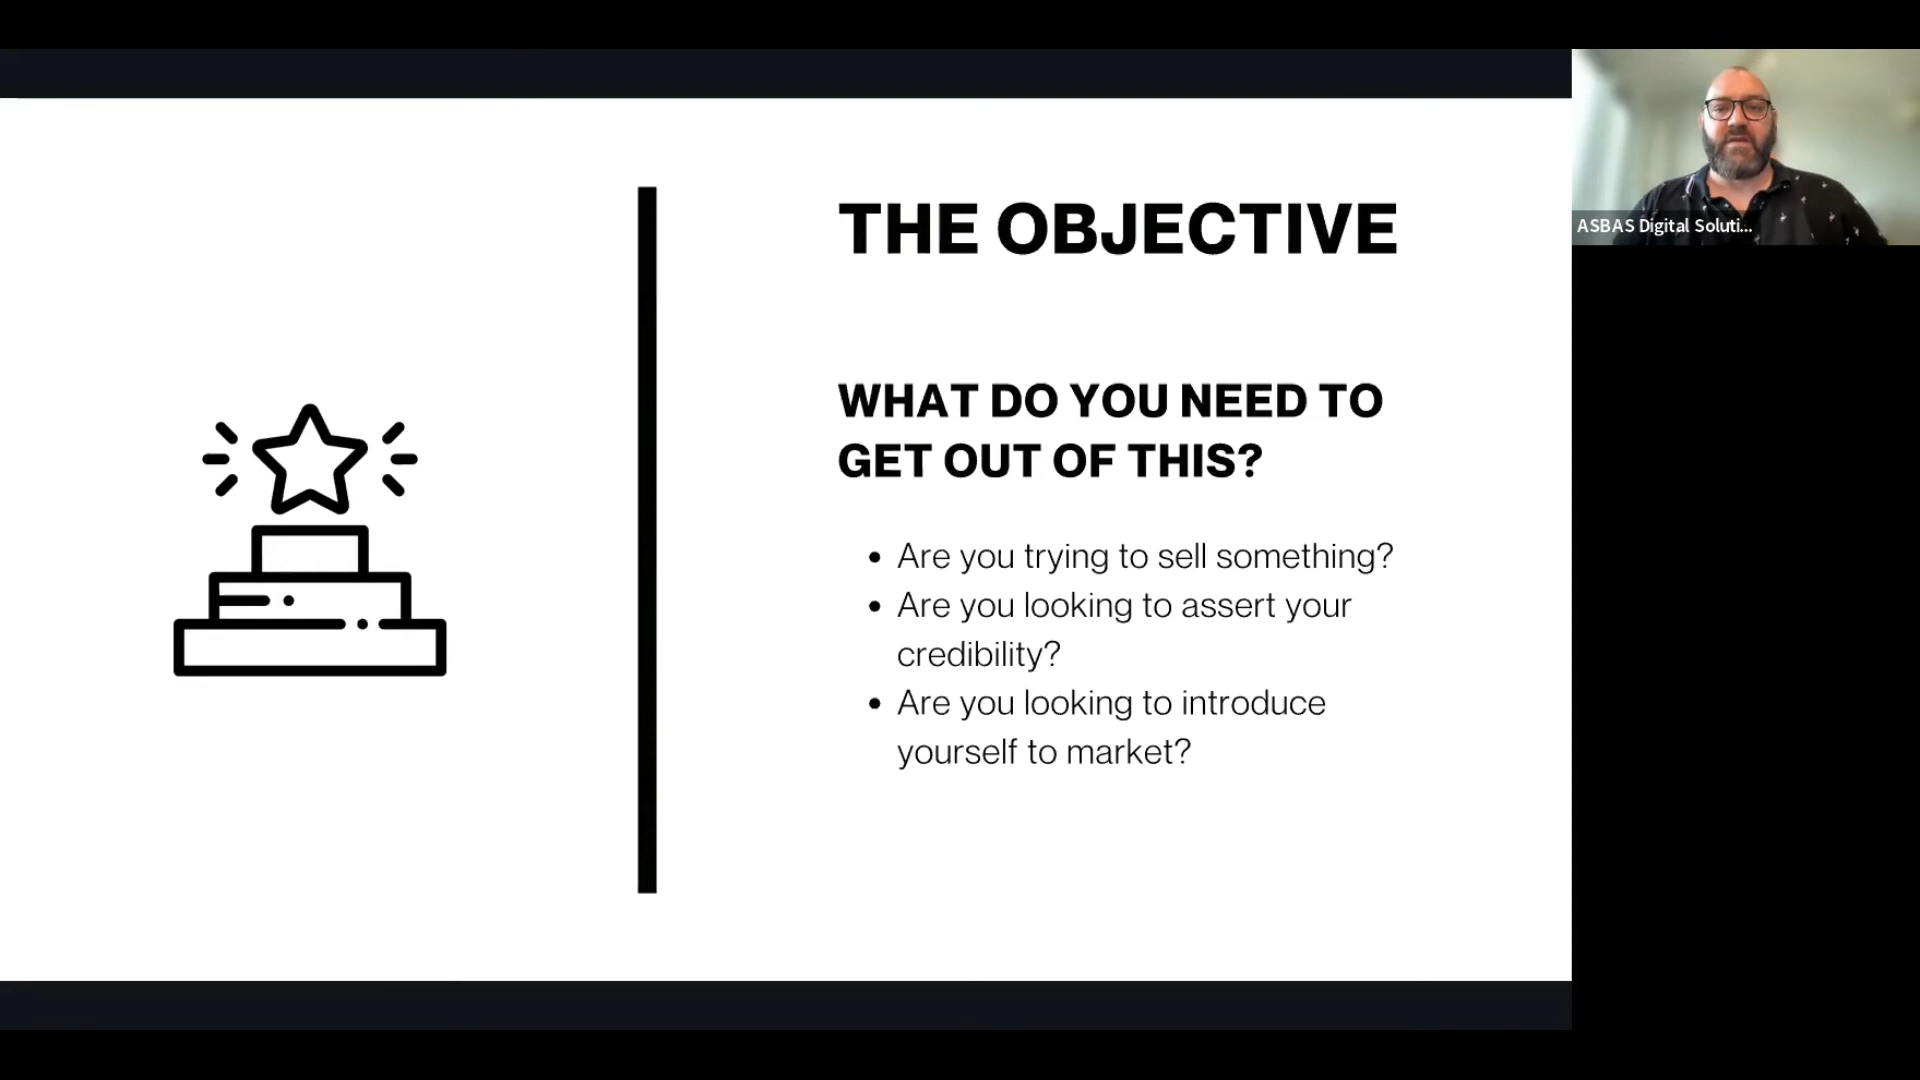 THE OBJECTIVE
WHAT DO YOU NEED TO
GET OUT OF THIS?
• Are you trying to sell something?
• Are you looking to assert your
credibility?
• Are you looking to introduce
yourself to market?
ASBAS Digital Soluti...